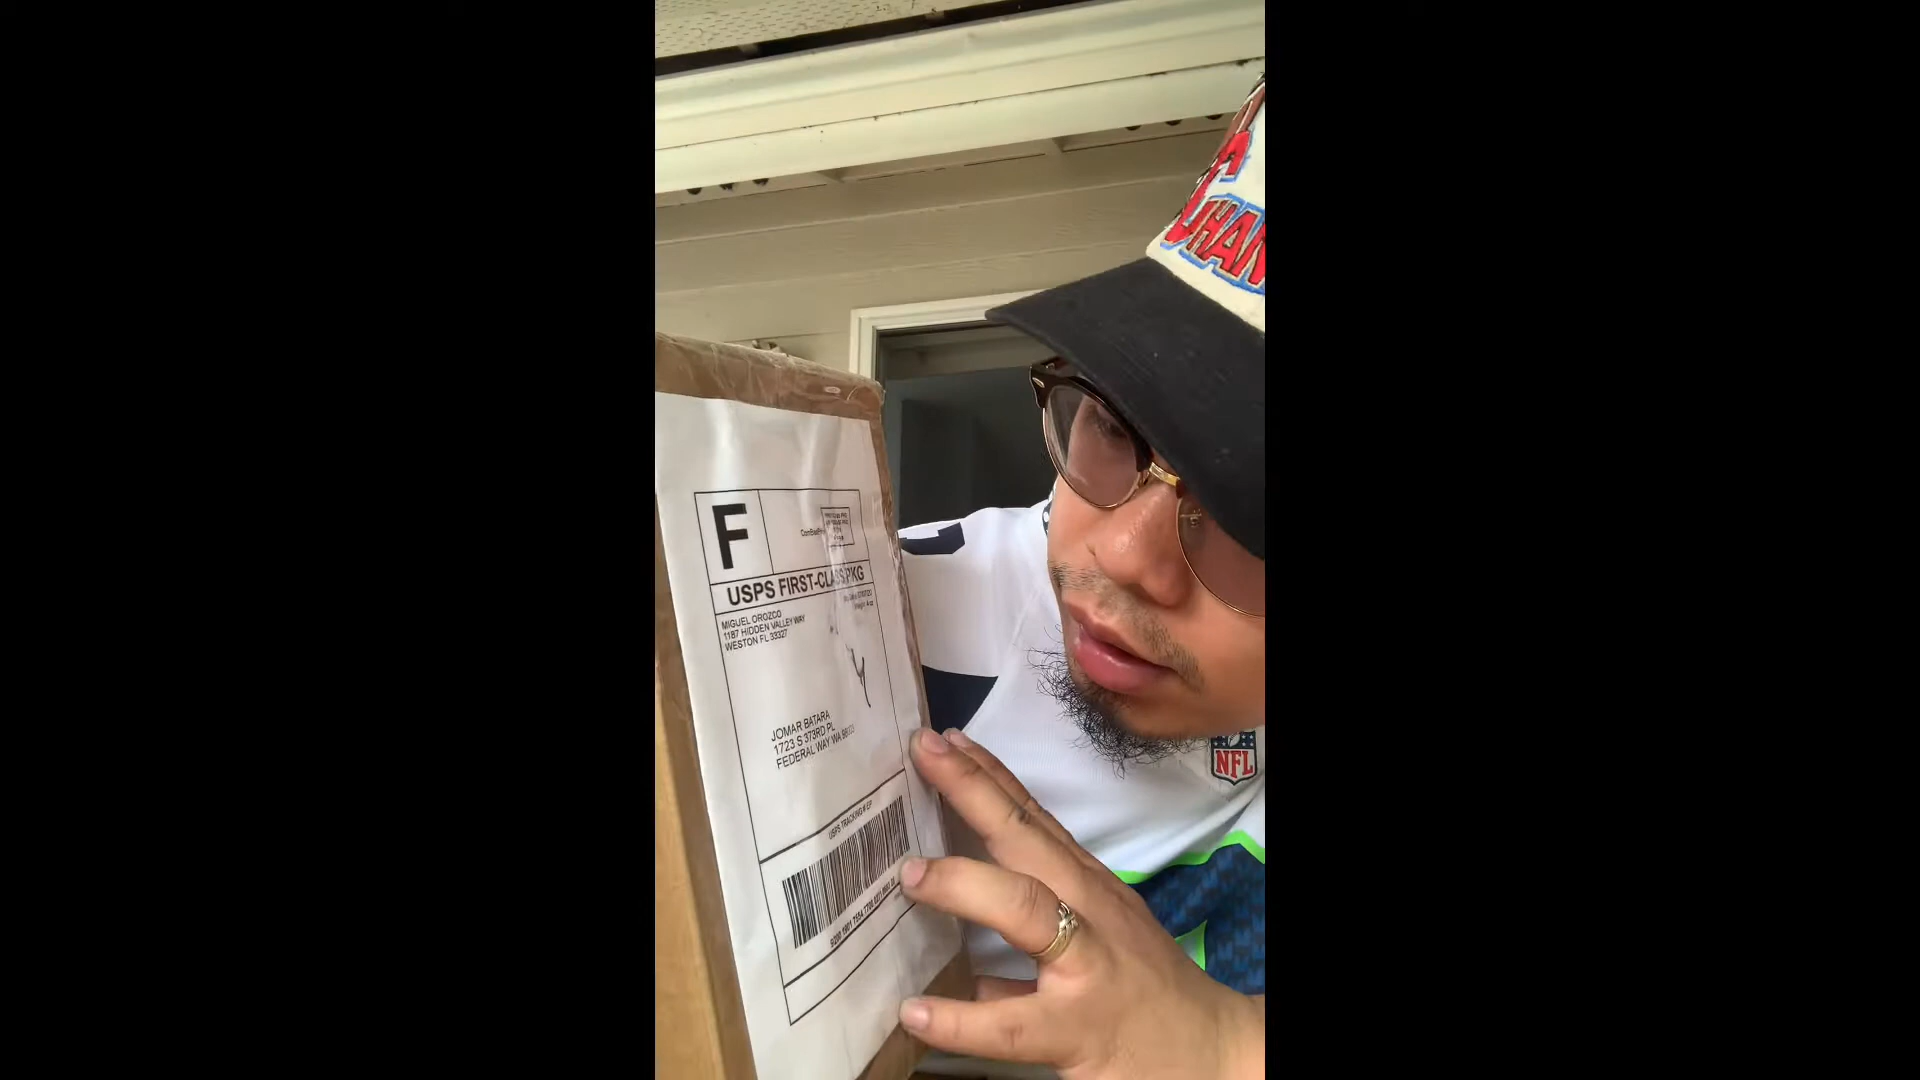 F
USPS FIRST-CLASS PKG
MIGUEL OROZCO
1187 HIDDEN VALLEY WAY
WESTON FL 33327
JOMAR BATARA
1723 S 373RD PL
FEDERAL WAY WA
USPS TRACKING # EP
NFL